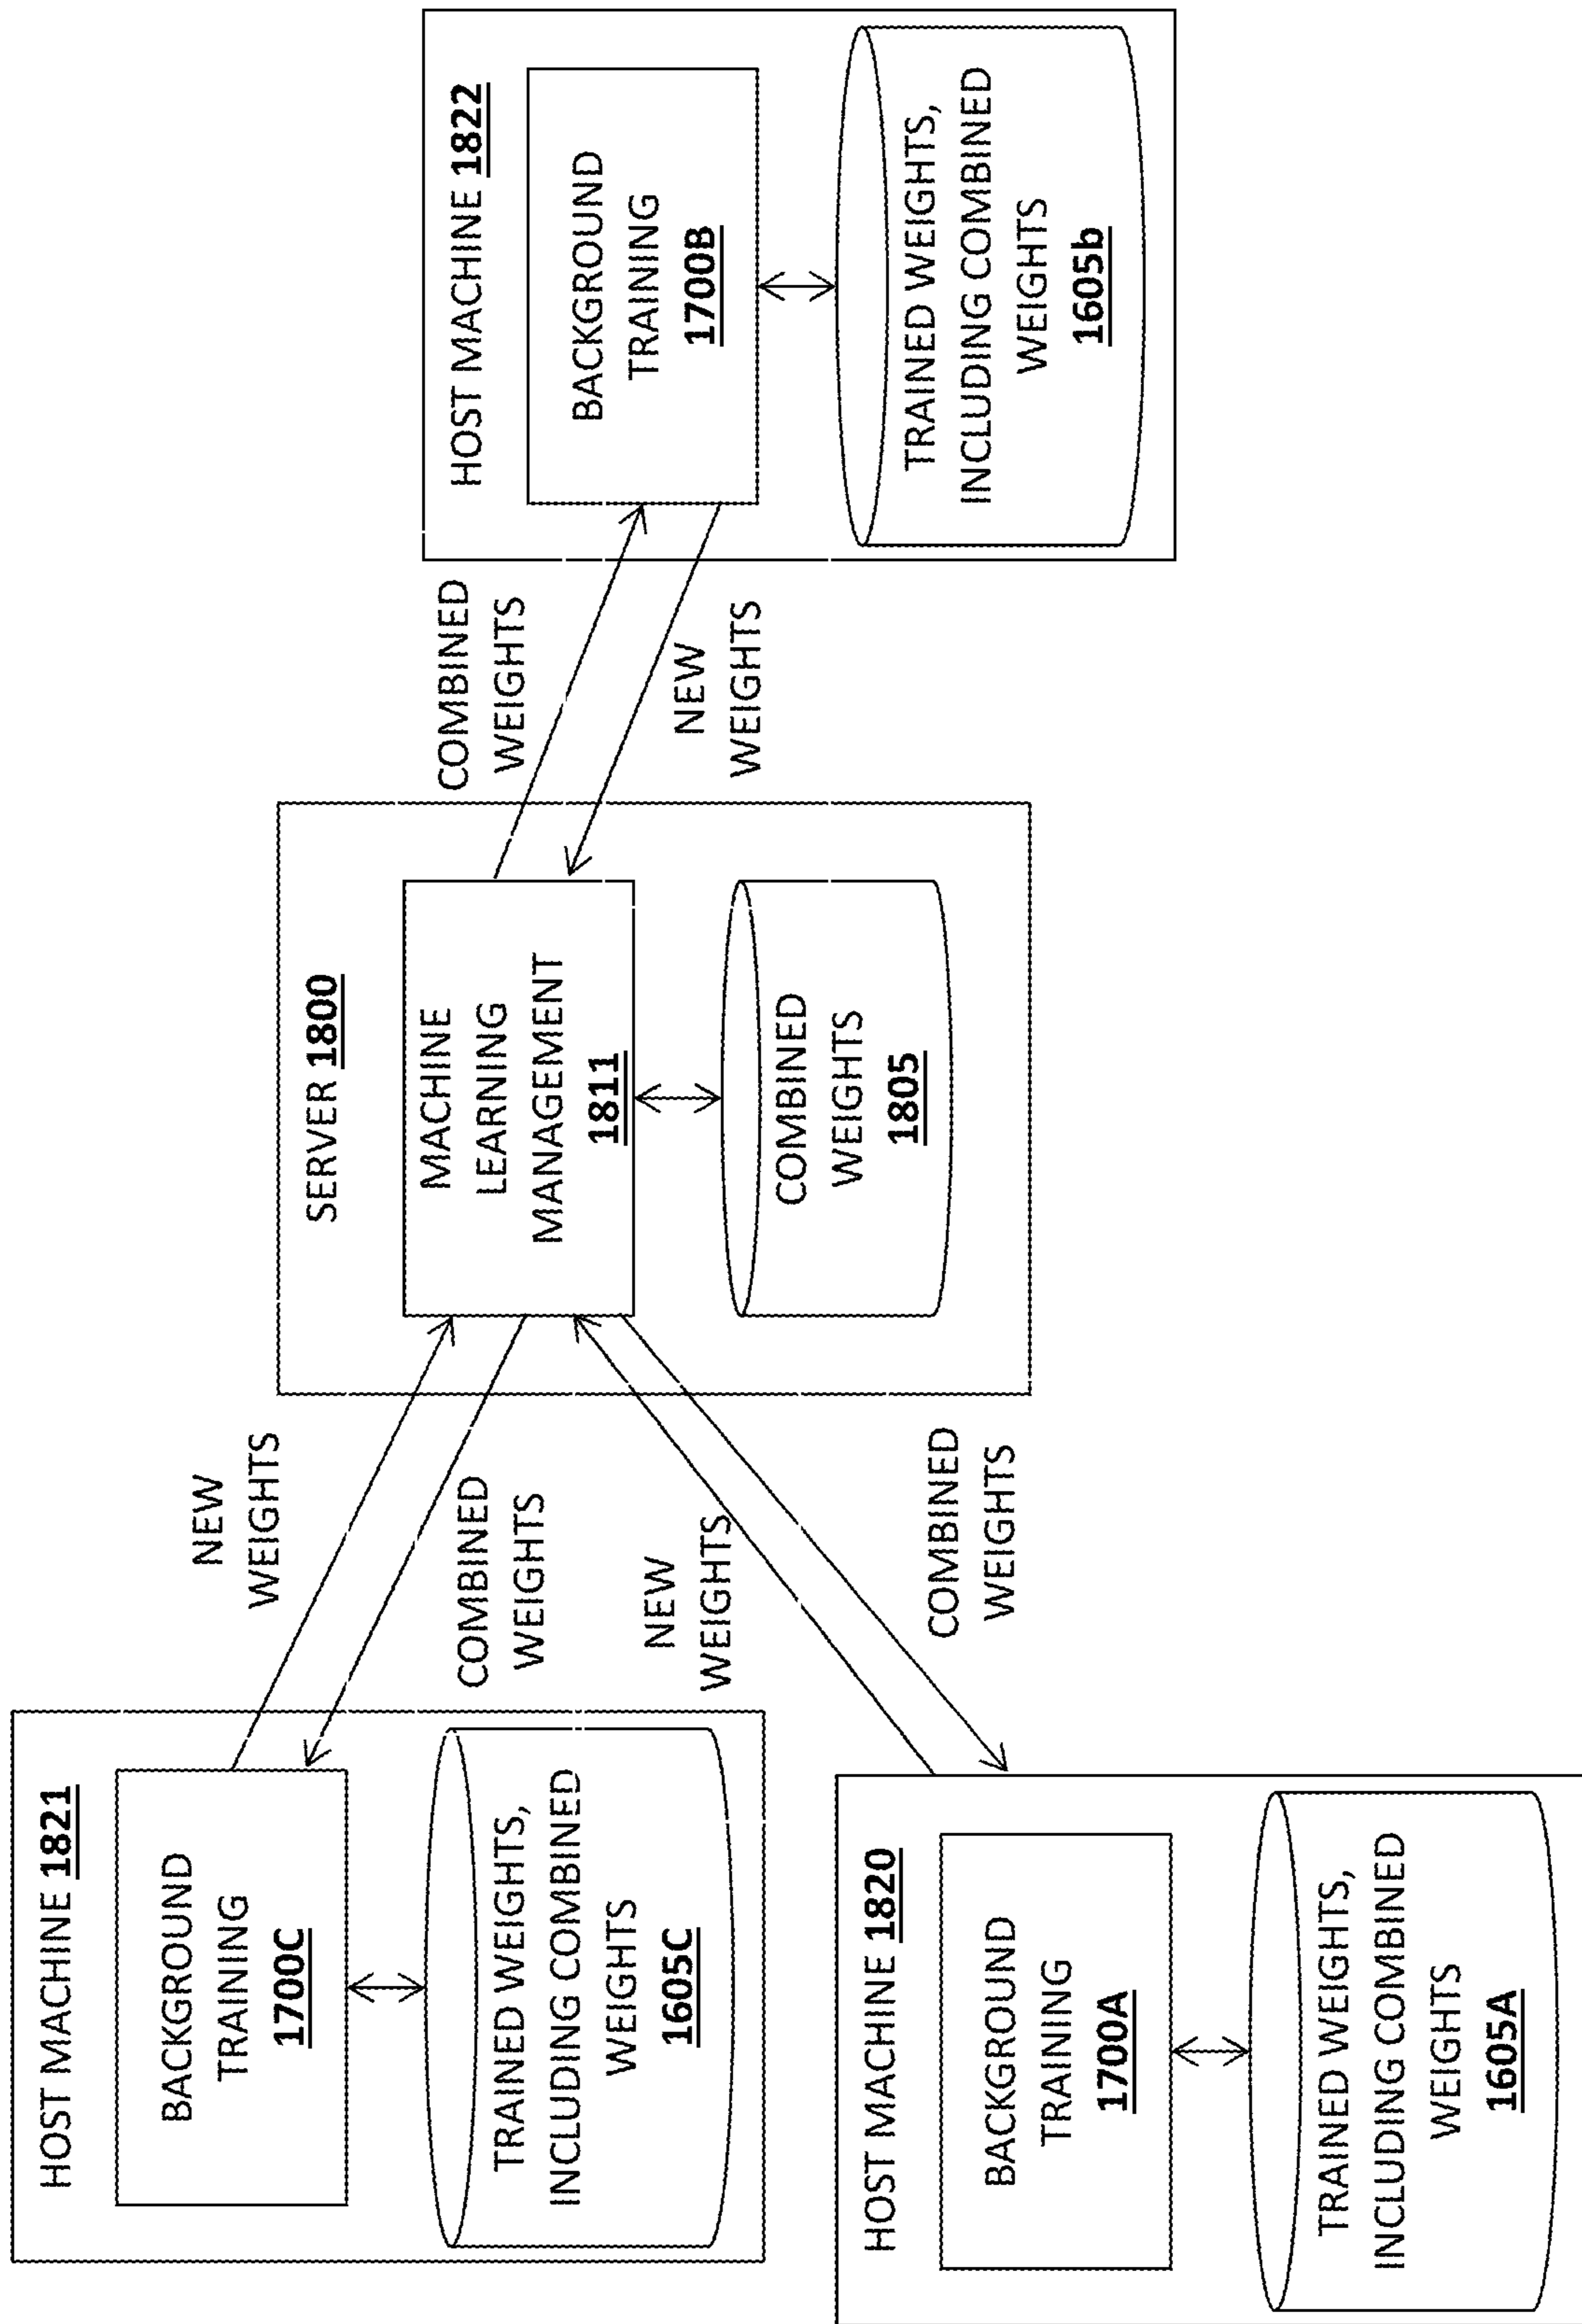 HOST MACHINE 1821
BACKGROUND
TRAINING
1700C
TRAINED WEIGHTS,
INCLUDING COMBINED
WEIGHTS
1605C
NEW
WEIGHTS
COMBINED
WEIGHTS
HOST MACHINE 1820
BACKGROUND
TRAINING
1700A
TRAINED WEIGHTS,
INCLUDING COMBINED
WEIGHTS
1605A
NEW
WEIGHTS
COMBINED
WEIGHTS
SERVER 1800
MACHINE
LEARNING
MANAGEMENT
1811
COMBINED
WEIGHTS
1805
COMBINED
WEIGHTS
NEW
WEIGHTS
HOST MACHINE 1822
BACKGROUND
TRAINING
1700B
TRAINED WEIGHTS,
INCLUDING COMBINED
WEIGHTS
1605b